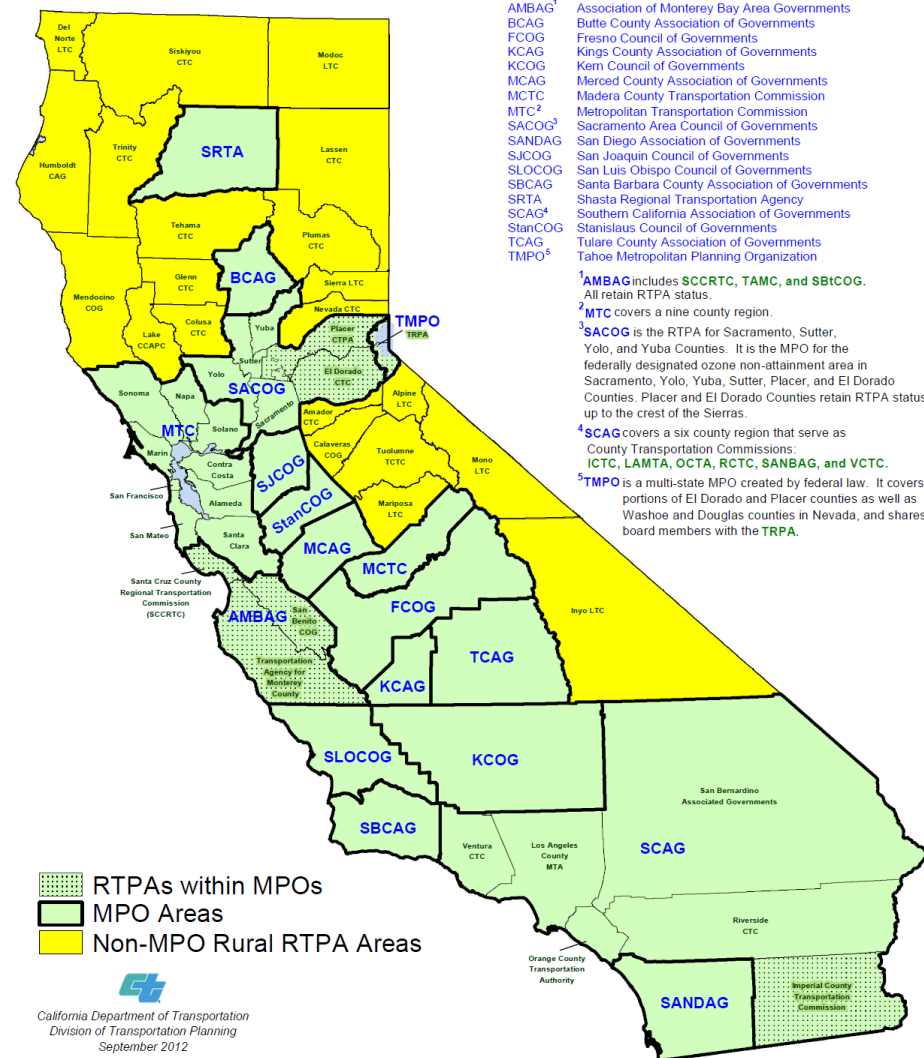 AMBAG¹ Association of Monterey Bay Area Governments
BCAG Butte County Association of Governments
FCOG Fresno Council of Governments
KCAG Kings County Association of Governments
KCOG Kern Council of Governments
MCAG Merced County Association of Governments
MCTC Madera County Transportation Commission
MTC² Metropolitan Transportation Commission
SACOG³ Sacramento Area Council of Governments
SANDAG San Diego Association of Governments
SJCOG San Joaquin Council of Governments
SLOCOG San Luis Obispo Council of Governments
SBCAG Santa Barbara County Association of Governments
SRTA Shasta Regional Transportation Agency
SCAG⁴ Southern California Association of Governments
StanCOG Stanislaus Council of Governments
TCAG Tulare County Association of Governments
TMPO⁵ Tahoe Metropolitan Planning Organization
¹AMBAG includes SCCRTC, TAMC, and SBtCOG.
All retain RTPA status.
²MTC covers a nine county region.
³SACOG is the RTPA for Sacramento, Sutter,
Yolo, and Yuba Counties. It is the MPO for the
federally designated ozone non-attainment area in
Sacramento, Yolo, Yuba, Sutter, Placer, and El Dorado
Counties. Placer and El Dorado Counties retain RTPA status
up to the crest of the Sierras.
⁴SCAG covers a six county region that serve as
County Transportation Commissions:
ICTC, LAMTA, OCTA, RCTC, SANBAG, and VCTC.
⁵TMPO is a multi-state MPO created by federal law. It covers
portions of El Dorado and Placer counties as well as
Washoe and Douglas counties in Nevada, and shares
board members with the TRPA.
Del
Norte
LTC
Siskiyou
CTC
Modoc
LTC
Trinity
CTC
SRTA
Lassen
CTC
Humboldt
CAG
Tehama
CTC
Plumas
CTC
BCAG
Glenn
CTC
Sierra LTC
Mendocino
COG
Nevada CTC
Colusa
CTC
Lake
CCAPC
Yuba
Placer
CTPA
TMPO
TRPA
Sutter
El Dorado
CTC
Yolo
SACOG
Sacramento
Sonoma
Napa
Solano
MTC
Marin
Contra
Costa
Alameda
San Francisco
San Mateo
Santa
Clara
Amador
CTC
Alpine
LTC
Calaveras
COG
Tuolumne
TCTC
Mono
LTC
Mariposa
LTC
SJCOG
StanCOG
MCAG
MCTC
Santa Cruz County
Regional Transportation
Commission
(SCCRTC)
AMBAG
San
Benito
COG
Transportation
Agency for
Monterey
County
FCOG
Inyo LTC
TCAG
KCAG
SLOCOG
KCOG
SBCAG
Ventura
CTC
Los Angeles
County
MTA
San Bernardino
Associated Governments
SCAG
Riverside
CTC
Orange County
Transportation
Authority
SANDAG
Imperial County
Transportation
Commission
RTPAs within MPOs
MPO Areas
Non-MPO Rural RTPA Areas
ct
California Department of Transportation
Division of Transportation Planning
September 2012